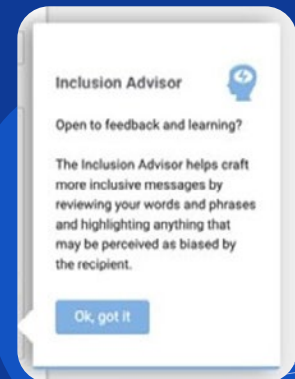 Inclusion Advisor
Open to feedback and learning?
The Inclusion Advisor helps craft
more inclusive messages by
reviewing your words and phrases
and highlighting anything that
may be perceived as biased by
the recipient.
Ok, got it